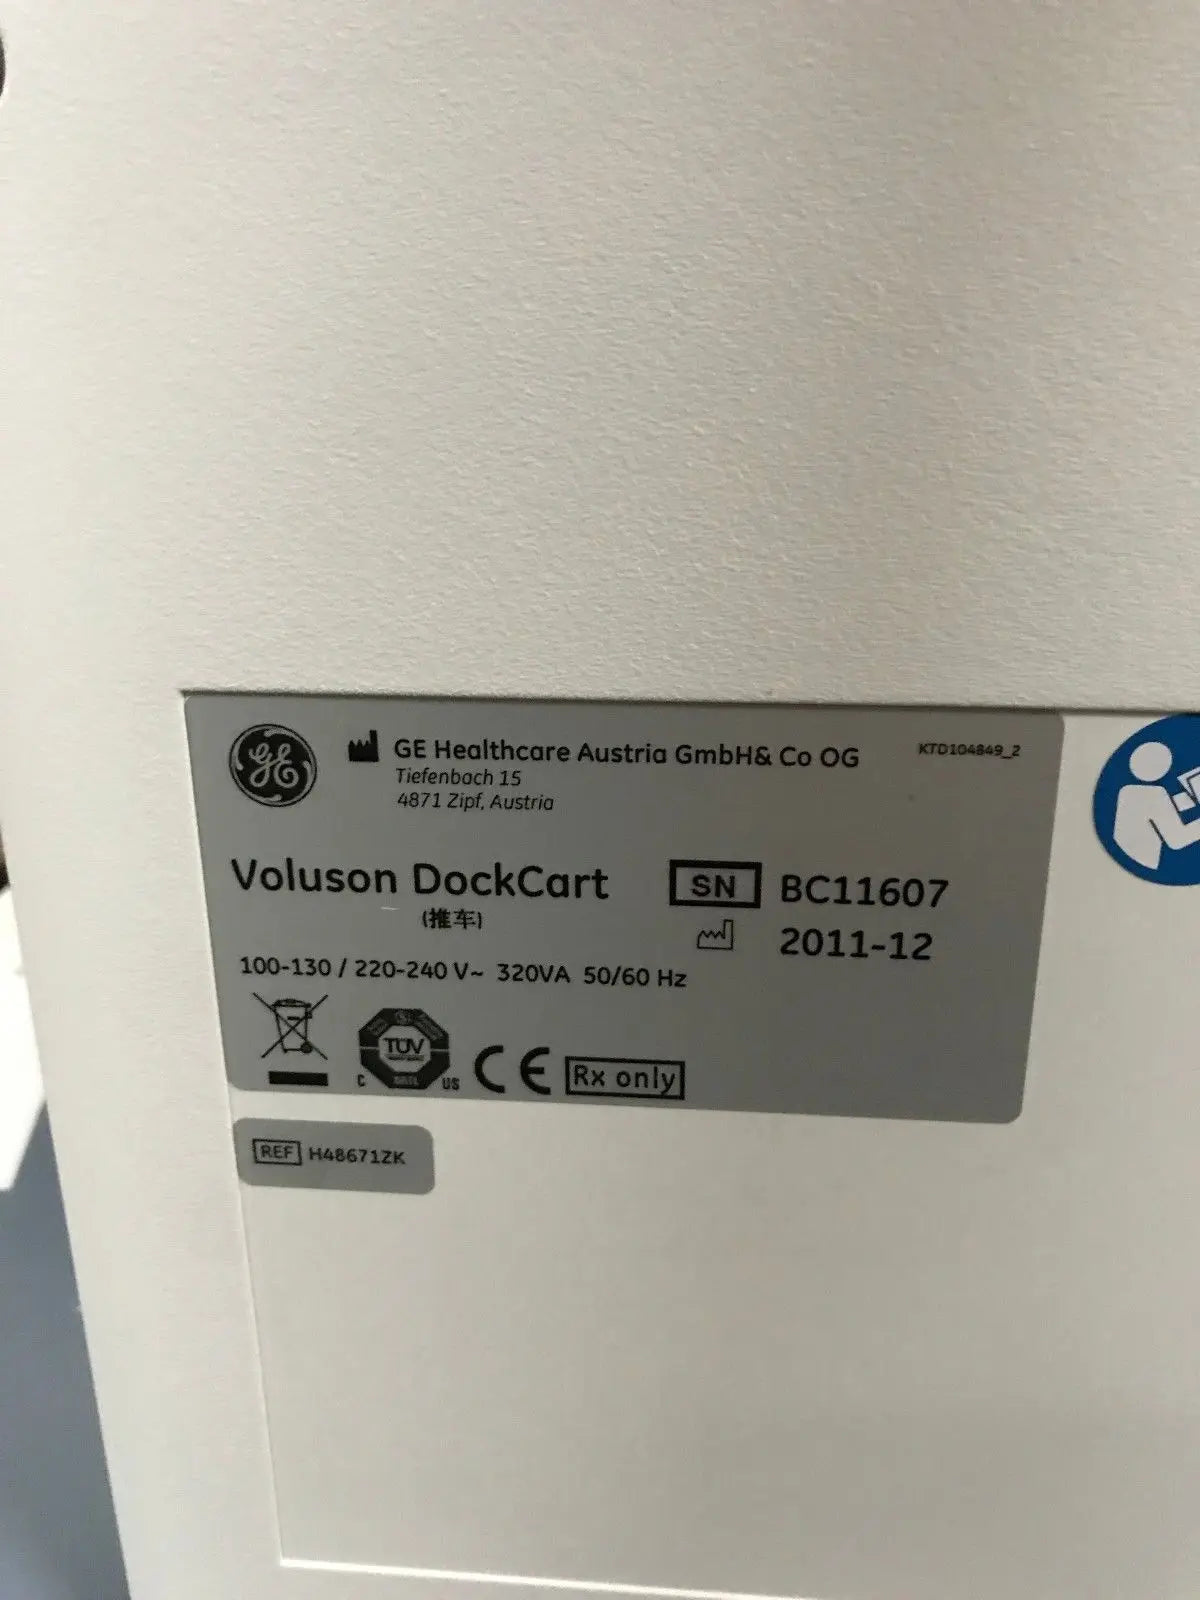 GE
GE Healthcare Austria GmbH& Co OG
KTD104849_2
Tiefenbach 15
4871 Zipf, Austria
Voluson DockCart
(推车)
SN BC11607
2011-12
100-130 / 220-240 V~ 320VA 50/60 Hz
TÜV
C US
CE
Rx only
REF H48671ZK